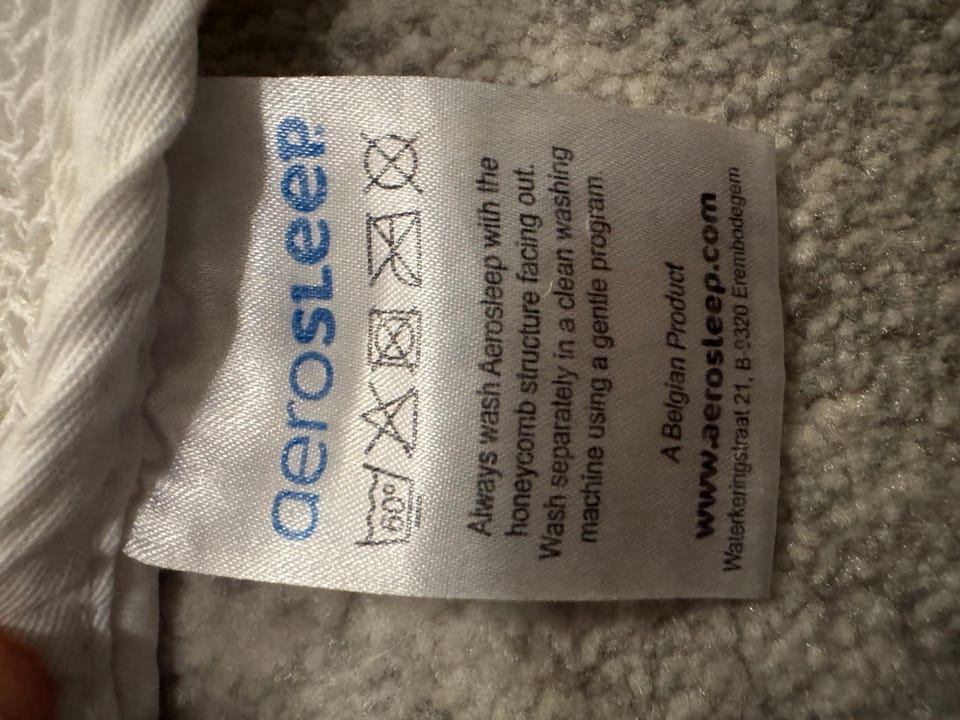 aerosleep
60°
Always wash Aerosleep with the
honeycomb structure facing out.
Wash separately in a clean washing
machine using a gentle program.
A Belgian Product
www.aerosleep.com
Waterkeringstraat 21, B-9320 Erembodegem